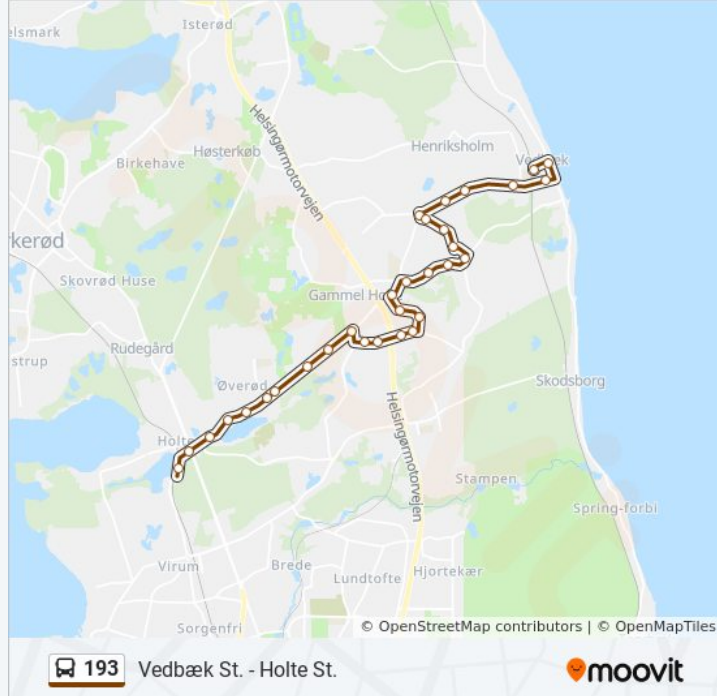 Isterød
elsmark
Helsingørmotorvejen
Birkehave
Høsterkøb
Henriksholm
Vedbæk
rkerød
Skovrød Huse
Gammel Ho
strup
Rudegård
Øverød
Skodsborg
Helsingørmotorvejen
Holte
Stampen
Spring-forbi
Virum
Brede
Lundtofte
Hjortekær
Sorgenfri
© OpenStreetMap contributors | © OpenMapTiles
193 Vedbæk St. - Holte St.
moovit